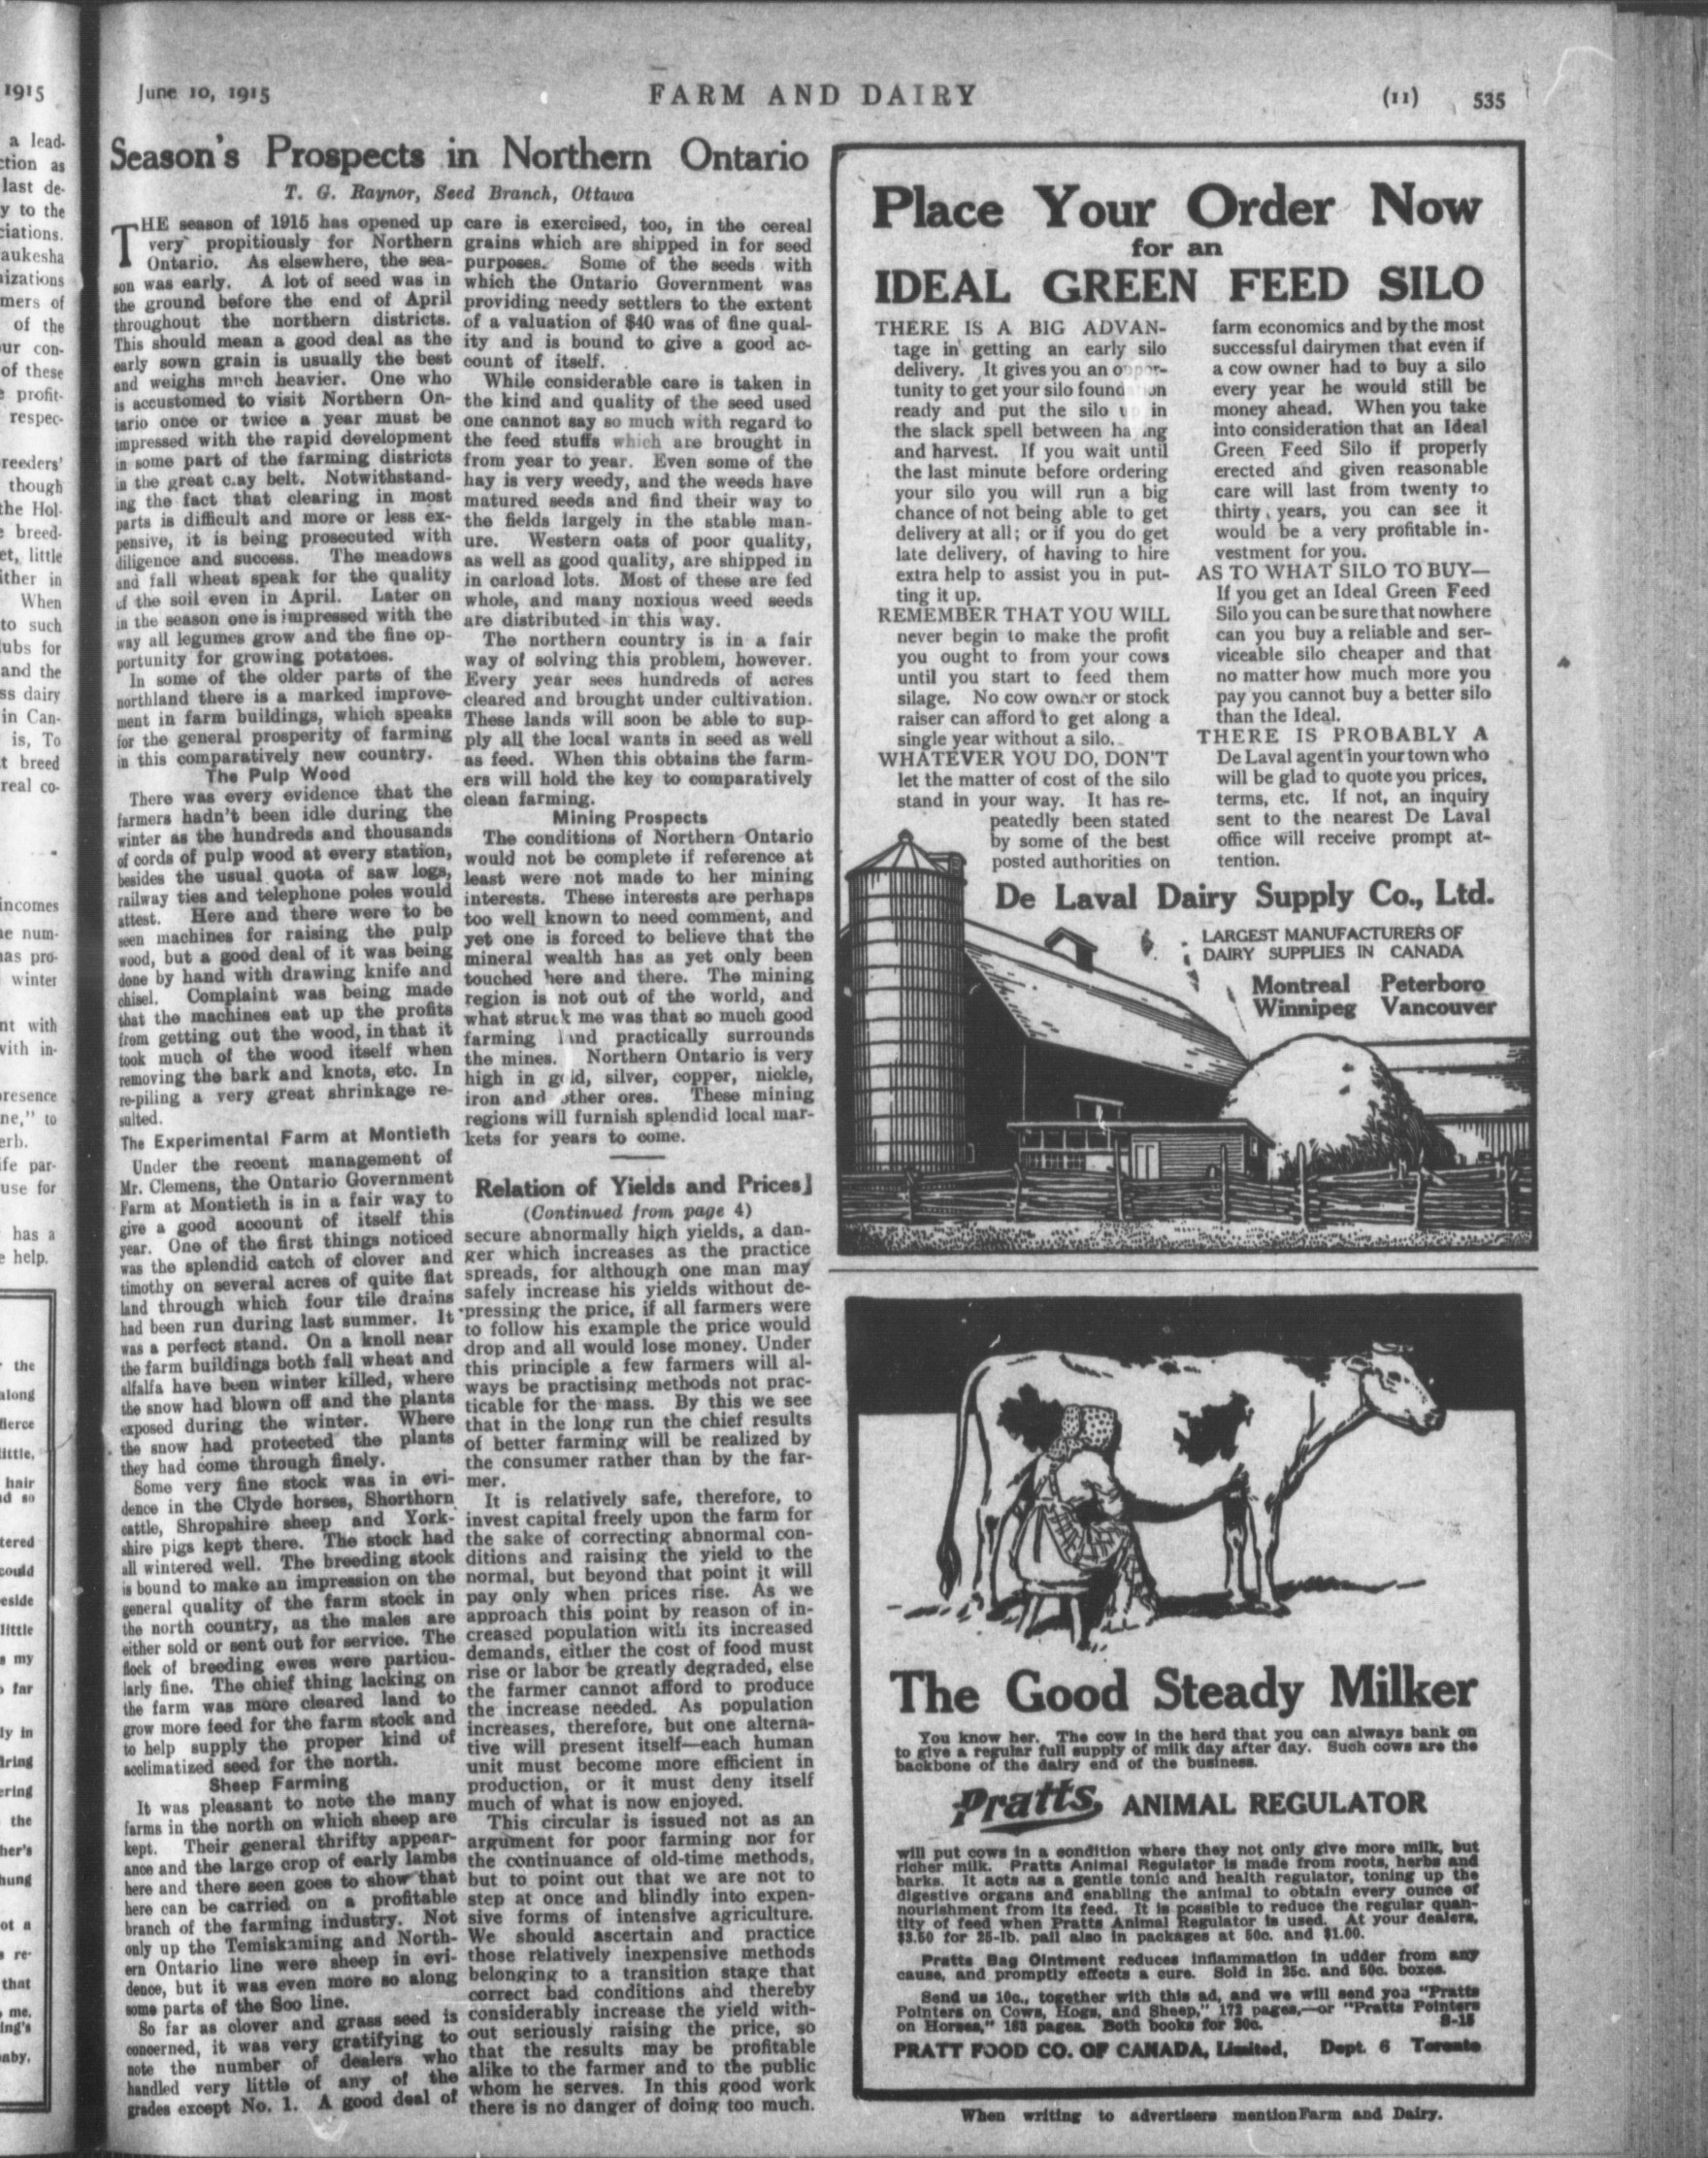 June 10, 1915
FARM AND DAIRY
(11) 535
Season's Prospects in Northern Ontario
T. G. Raynor, Seed Branch, Ottawa
THE season of 1915 has opened up
very propitiously for Northern
Ontario. As elsewhere, the sea-
son was early. A lot of seed was in
the ground before the end of April
throughout the northern districts.
This should mean a good deal as the
early sown grain is usually the best
and weighs much heavier. One who
is accustomed to visit Northern On-
tario once or twice a year must be
impressed with the rapid development
in some part of the farming districts
in the great clay belt. Notwithstand-
ing the fact that clearing in most
parts is difficult and more or less ex-
pensive, it is being prosecuted with
diligence and success. The meadows
and fall wheat speak for the quality
of the soil even in April. Later on
in the season one is impressed with the
way all legumes grow and the fine op-
portunity for growing potatoes.
In some of the older parts of the
northland there is a marked improve-
ment in farm buildings, which speaks
for the general prosperity of farming
in this comparatively new country.
The Pulp Wood
There was every evidence that the
farmers hadn't been idle during the
winter as the hundreds and thousands
of cords of pulp wood at every station,
besides the usual quota of saw logs,
railway ties and telephone poles would
attest. Here and there were to be
seen machines for raising the pulp
wood, but a good deal of it was being
done by hand with drawing knife and
chisel. Complaint was being made
that the machines eat up the profits
from getting out the wood, in that it
took much of the wood itself when
removing the bark and knots, etc. In
re-piling a very great shrinkage re-
sulted.
The Experimental Farm at Montieth
Under the recent management of
Mr. Clemens, the Ontario Government
Farm at Montieth is in a fair way to
give a good account of itself this
year. One of the first things noticed
was the splendid catch of clover and
timothy on several acres of quite flat
land through which four tile drains
had been run during last summer. It
was a perfect stand. On a knoll near
the farm buildings both fall wheat and
alfalfa have been winter killed, where
the snow had blown off and the plants
exposed during the winter. Where
the snow had protected the plants
they had come through finely.
Some very fine stock was in evi-
dence in the Clyde horses, Shorthorn
cattle, Shropshire sheep and York-
shire pigs kept there. The stock had
all wintered well. The breeding stock
is bound to make an impression on the
general quality of the farm stock in
the north country, as the males are
either sold or sent out for service. The
flock of breeding ewes were particu-
larly fine. The chief thing lacking on
the farm was more cleared land to
grow more feed for the farm stock and
to help supply the proper kind of
acclimatized seed for the north.
Sheep Farming
It was pleasant to note the many
farms in the north on which sheep are
kept. Their general thrifty appear-
ance and the large crop of early lambs
here and there seen goes to show that
here can be carried on a profitable
branch of the farming industry. Not
only up the Temiskaming and North-
ern Ontario line were sheep in evi-
dence, but it was even more so along
some parts of the Soo line.
So far as clover and grass seed is
concerned, it was very gratifying to
note the number of dealers who
handled very little of any of the
grades except No. 1. A good deal of
care is exercised, too, in the cereal
grains which are shipped in for seed
purposes. Some of the seeds with
which the Ontario Government was
providing needy settlers to the extent
of a valuation of $40 was of fine qual-
ity and is bound to give a good ac-
count of itself.
While considerable care is taken in
the kind and quality of the seed used
one cannot say so much with regard to
the feed stuffs which are brought in
from year to year. Even some of the
hay is very weedy, and the weeds have
matured seeds and find their way to
the fields largely in the stable man-
ure. Western oats of poor quality,
as well as good quality, are shipped in
in carload lots. Most of these are fed
whole, and many noxious weed seeds
are distributed in this way.
The northern country is in a fair
way of solving this problem, however.
Every year sees hundreds of acres
cleared and brought under cultivation.
These lands will soon be able to sup-
ply all the local wants in seed as well
as feed. When this obtains the farm-
ers will hold the key to comparatively
clean farming.
Mining Prospects
The conditions of Northern Ontario
would not be complete if reference at
least were not made to her mining
interests. These interests are perhaps
too well known to need comment, and
yet one is forced to believe that the
mineral wealth has as yet only been
touched here and there. The mining
region is not out of the world, and
what struck me was that so much good
farming land practically surrounds
the mines. Northern Ontario is very
high in gold, silver, copper, nickle,
iron and other ores. These mining
regions will furnish splendid local mar-
kets for years to come.
Relation of Yields and Prices]
(Continued from page 4)
secure abnormally high yields, a dan-
ger which increases as the practice
spreads, for although one man may
safely increase his yields without de-
pressing the price, if all farmers were
to follow his example the price would
drop and all would lose money. Under
this principle a few farmers will al-
ways be practising methods not prac-
ticable for the mass. By this we see
that in the long run the chief results
of better farming will be realized by
the consumer rather than by the far-
mer.
It is relatively safe, therefore, to
invest capital freely upon the farm for
the sake of correcting abnormal con-
ditions and raising the yield to the
normal, but beyond that point it will
pay only when prices rise. As we
approach this point by reason of in-
creased population with its increased
demands, either the cost of food must
rise or labor be greatly degraded, else
the farmer cannot afford to produce
the increase needed. As population
increases, therefore, but one alterna-
tive will present itself—each human
unit must become more efficient in
production, or it must deny itself
much of what is now enjoyed.
This circular is issued not as an
argument for poor farming nor for
the continuance of old-time methods,
but to point out that we are not to
step at once and blindly into expen-
sive forms of intensive agriculture.
We should ascertain and practice
those relatively inexpensive methods
belonging to a transition stage that
correct bad conditions and thereby
considerably increase the yield with-
out seriously raising the price, so
that the results may be profitable
alike to the farmer and to the public
whom he serves. In this good work
there is no danger of doing too much.
Place Your Order Now
for an
IDEAL GREEN FEED SILO
THERE IS A BIG ADVAN-
tage in getting an early silo
delivery. It gives you an oppor-
tunity to get your silo foundation
ready and put the silo up in
the slack spell between haying
and harvest. If you wait until
the last minute before ordering
your silo you will run a big
chance of not being able to get
delivery at all; or if you do get
late delivery, of having to hire
extra help to assist you in put-
ting it up.
REMEMBER THAT YOU WILL
never begin to make the profit
you ought to from your cows
until you start to feed them
silage. No cow owner or stock
raiser can afford to get along a
single year without a silo.
WHATEVER YOU DO, DON'T
let the matter of cost of the silo
stand in your way. It has re-
peatedly been stated
by some of the best
posted authorities on
farm economics and by the most
successful dairymen that even if
a cow owner had to buy a silo
every year he would still be
money ahead. When you take
into consideration that an Ideal
Green Feed Silo if properly
erected and given reasonable
care will last from twenty to
thirty years, you can see it
would be a very profitable in-
vestment for you.
AS TO WHAT SILO TO BUY—
If you get an Ideal Green Feed
Silo you can be sure that nowhere
can you buy a reliable and ser-
viceable silo cheaper and that
no matter how much more you
pay you cannot buy a better silo
than the Ideal.
THERE IS PROBABLY A
De Laval agent in your town who
will be glad to quote you prices,
terms, etc. If not, an inquiry
sent to the nearest De Laval
office will receive prompt at-
tention.
De Laval Dairy Supply Co., Ltd.
LARGEST MANUFACTURERS OF
DAIRY SUPPLIES IN CANADA
Montreal Peterboro
Winnipeg Vancouver
The Good Steady Milker
You know her. The cow in the herd that you can always bank on
to give a regular full supply of milk day after day. Such cows are the
backbone of the dairy end of the business.
Pratts ANIMAL REGULATOR
will put cows in a condition where they not only give more milk, but
richer milk. Pratts Animal Regulator is made from roots, herbs and
barks. It acts as a gentle tonic and health regulator, toning up the
digestive organs and enabling the animal to obtain every ounce of
nourishment from its feed. It is possible to reduce the regular quan-
tity of feed when Pratts Animal Regulator is used. At your dealers,
$3.50 for 25-lb. pail also in packages at 50c. and $1.00.
Pratts Bag Ointment reduces inflammation in udder from any
cause, and promptly effects a cure. Sold in 25c. and 50c. boxes.
Send us 10c., together with this ad, and we will send you "Pratts
Pointers on Cows, Hogs, and Sheep," 172 pages,—or "Pratts Pointers
on Horses," 183 pages. Both books for 20c.
S-15
PRATT FOOD CO. OF CANADA, Limited, Dept. 6 Toronto
When writing to advertisers mention Farm and Dairy.